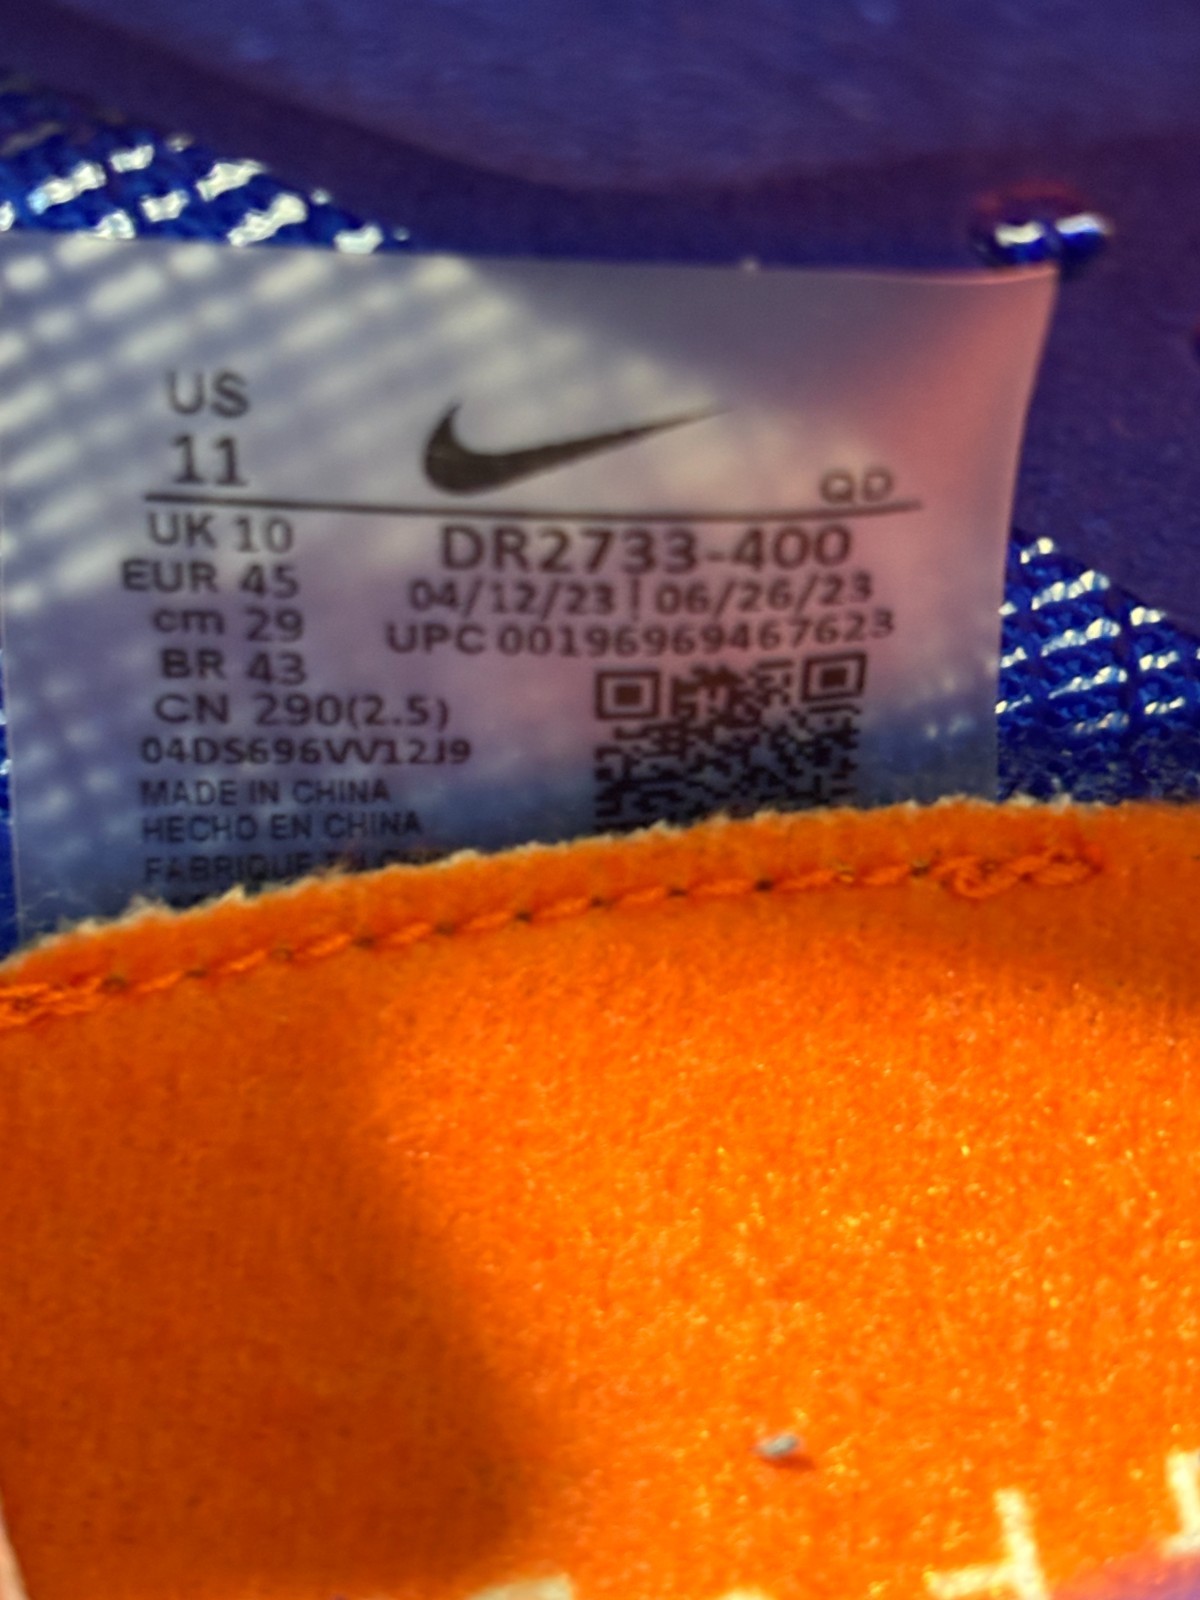 US
11
QD
UK 10
DR2733-400
EUR 45
04/12/23 | 06/26/23
cm 29
UPC 00196969467623
BR 43
CN 290(2.5)
04DS696VV12J9
MADE IN CHINA
HECHO EN CHINA
FABRIQUE